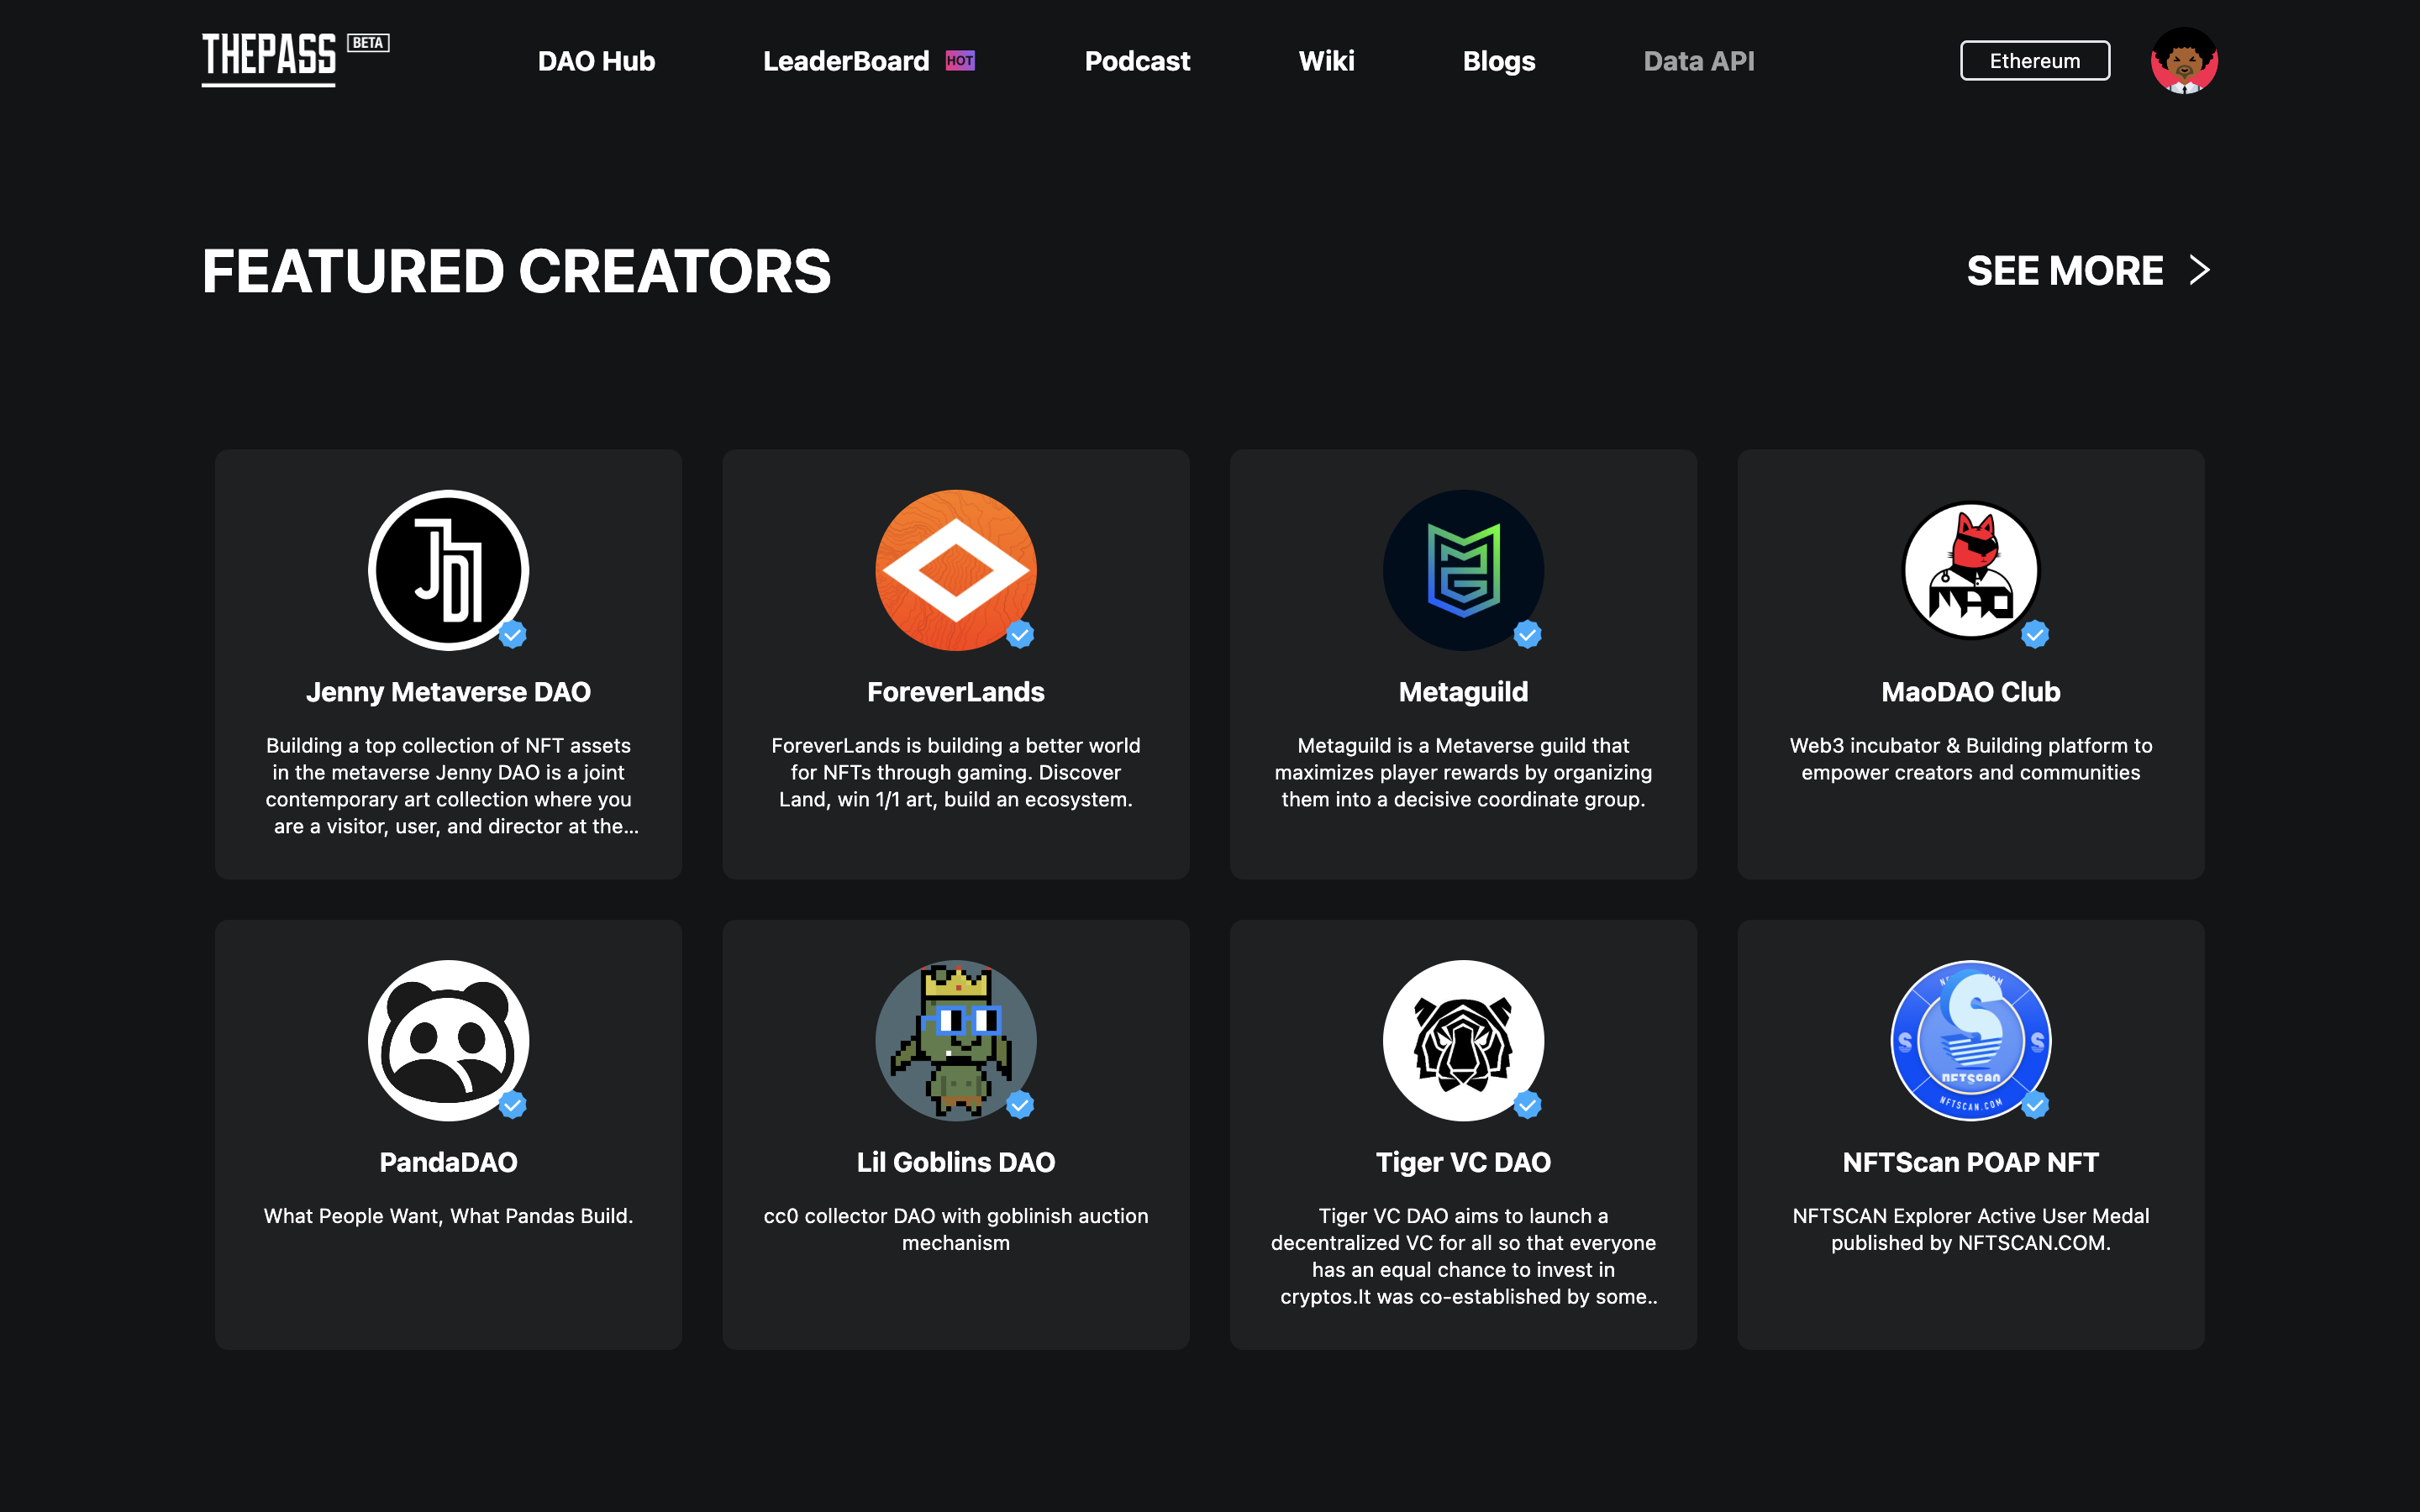 THEPASS BETA
DAO Hub
LeaderBoard HOT
Podcast
Wiki
Blogs
Data API
Ethereum
FEATURED CREATORS
SEE MORE
Jenny Metaverse DAO
Building a top collection of NFT assets
in the metaverse Jenny DAO is a joint
contemporary art collection where you
are a visitor, user, and director at the...
ForeverLands
ForeverLands is building a better world
for NFTs through gaming. Discover
Land, win 1/1 art, build an ecosystem.
Metaguild
Metaguild is a Metaverse guild that
maximizes player rewards by organizing
them into a decisive coordinate group.
MAO
MaoDAO Club
Web3 incubator & Building platform to
empower creators and communities
PandaDAO
What People Want, What Pandas Build.
Lil Goblins DAO
cc0 collector DAO with goblinish auction
mechanism
Tiger VC DAO
Tiger VC DAO aims to launch a
decentralized VC for all so that everyone
has an equal chance to invest in
cryptos.It was co-established by some..
S S
NFTSCAN
NFTSCAN.COM
NFTScan POAP NFT
NFTSCAN Explorer Active User Medal
published by NFTSCAN.COM.